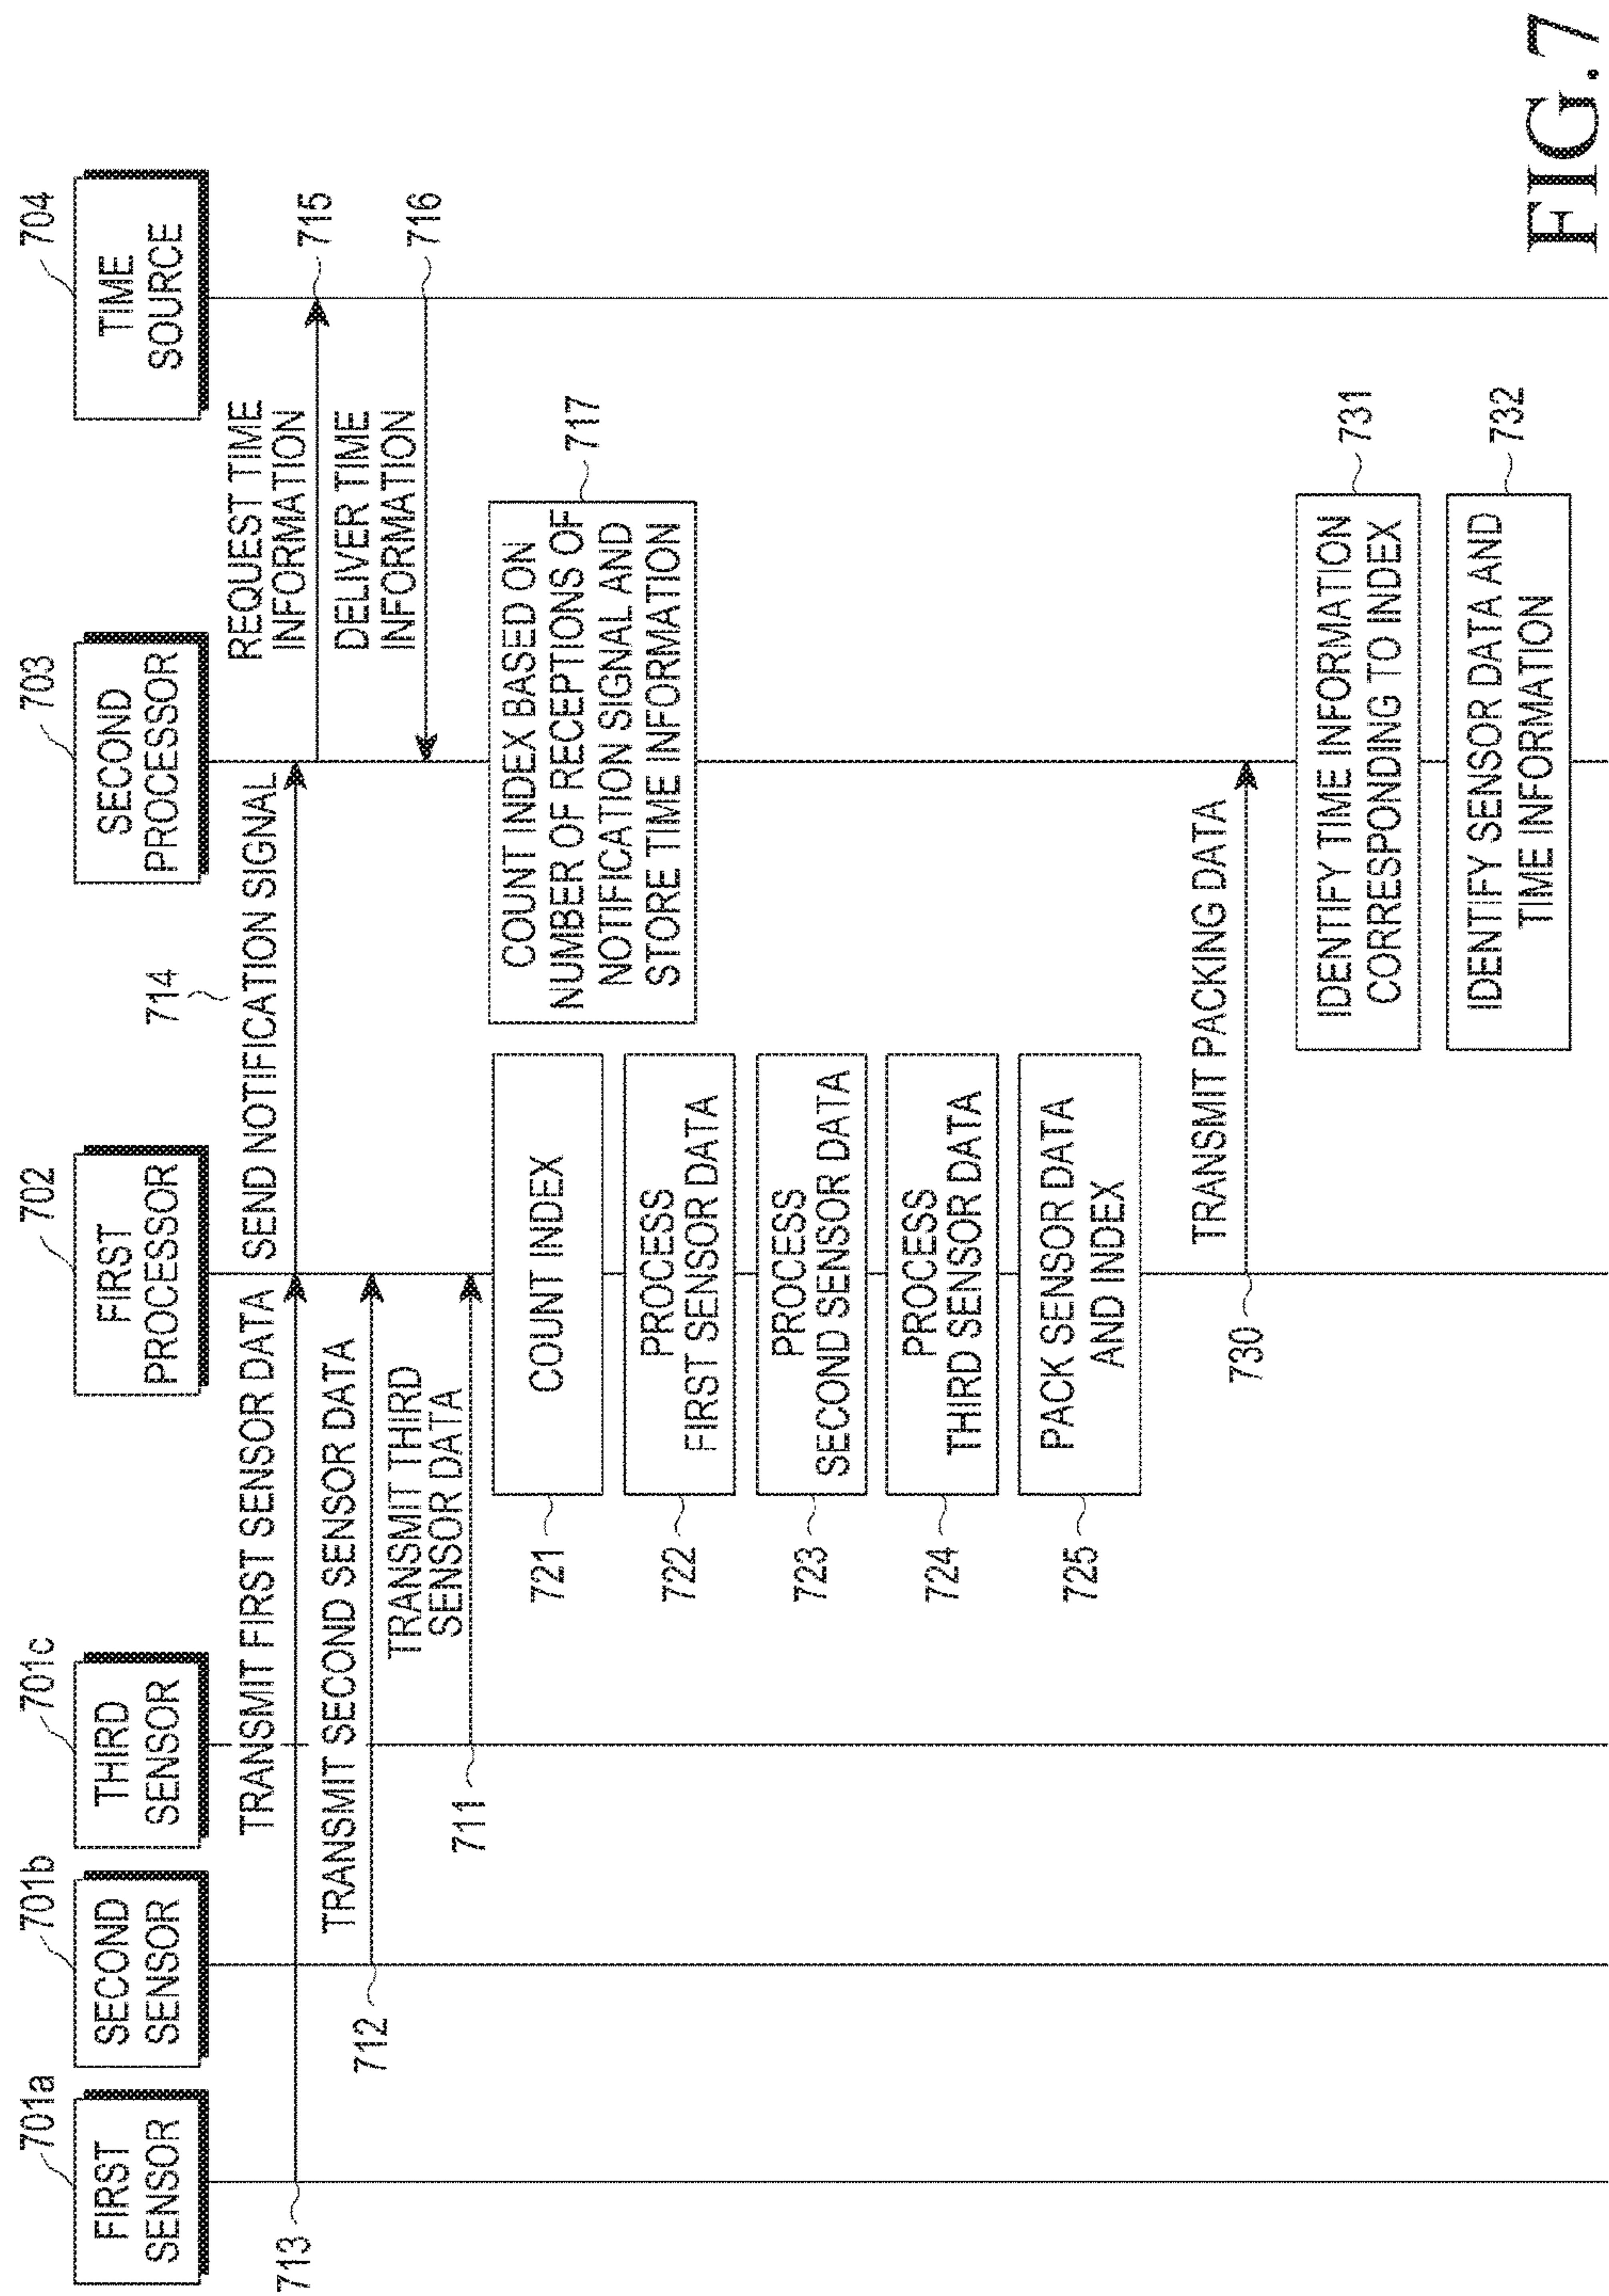 701a
701b
701c
702
703
704
FIRST
SENSOR
SECOND
SENSOR
THIRD
SENSOR
FIRST
PROCESSOR
SECOND
PROCESSOR
TIME
SOURCE
713
TRANSMIT FIRST SENSOR DATA
714
SEND NOTIFICATION SIGNAL
REQUEST TIME
INFORMATION
715
712
TRANSMIT SECOND SENSOR DATA
DELIVER TIME
INFORMATION
716
711
TRANSMIT THIRD
SENSOR DATA
717
COUNT INDEX BASED ON
NUMBER OF RECEPTIONS OF
NOTIFICATION SIGNAL AND
STORE TIME INFORMATION
721
COUNT INDEX
722
PROCESS
FIRST SENSOR DATA
723
PROCESS
SECOND SENSOR DATA
724
PROCESS
THIRD SENSOR DATA
725
PACK SENSOR DATA
AND INDEX
730
TRANSMIT PACKING DATA
IDENTIFY TIME INFORMATION
CORRESPONDING TO INDEX
731
IDENTIFY SENSOR DATA AND
TIME INFORMATION
732
FIG.7